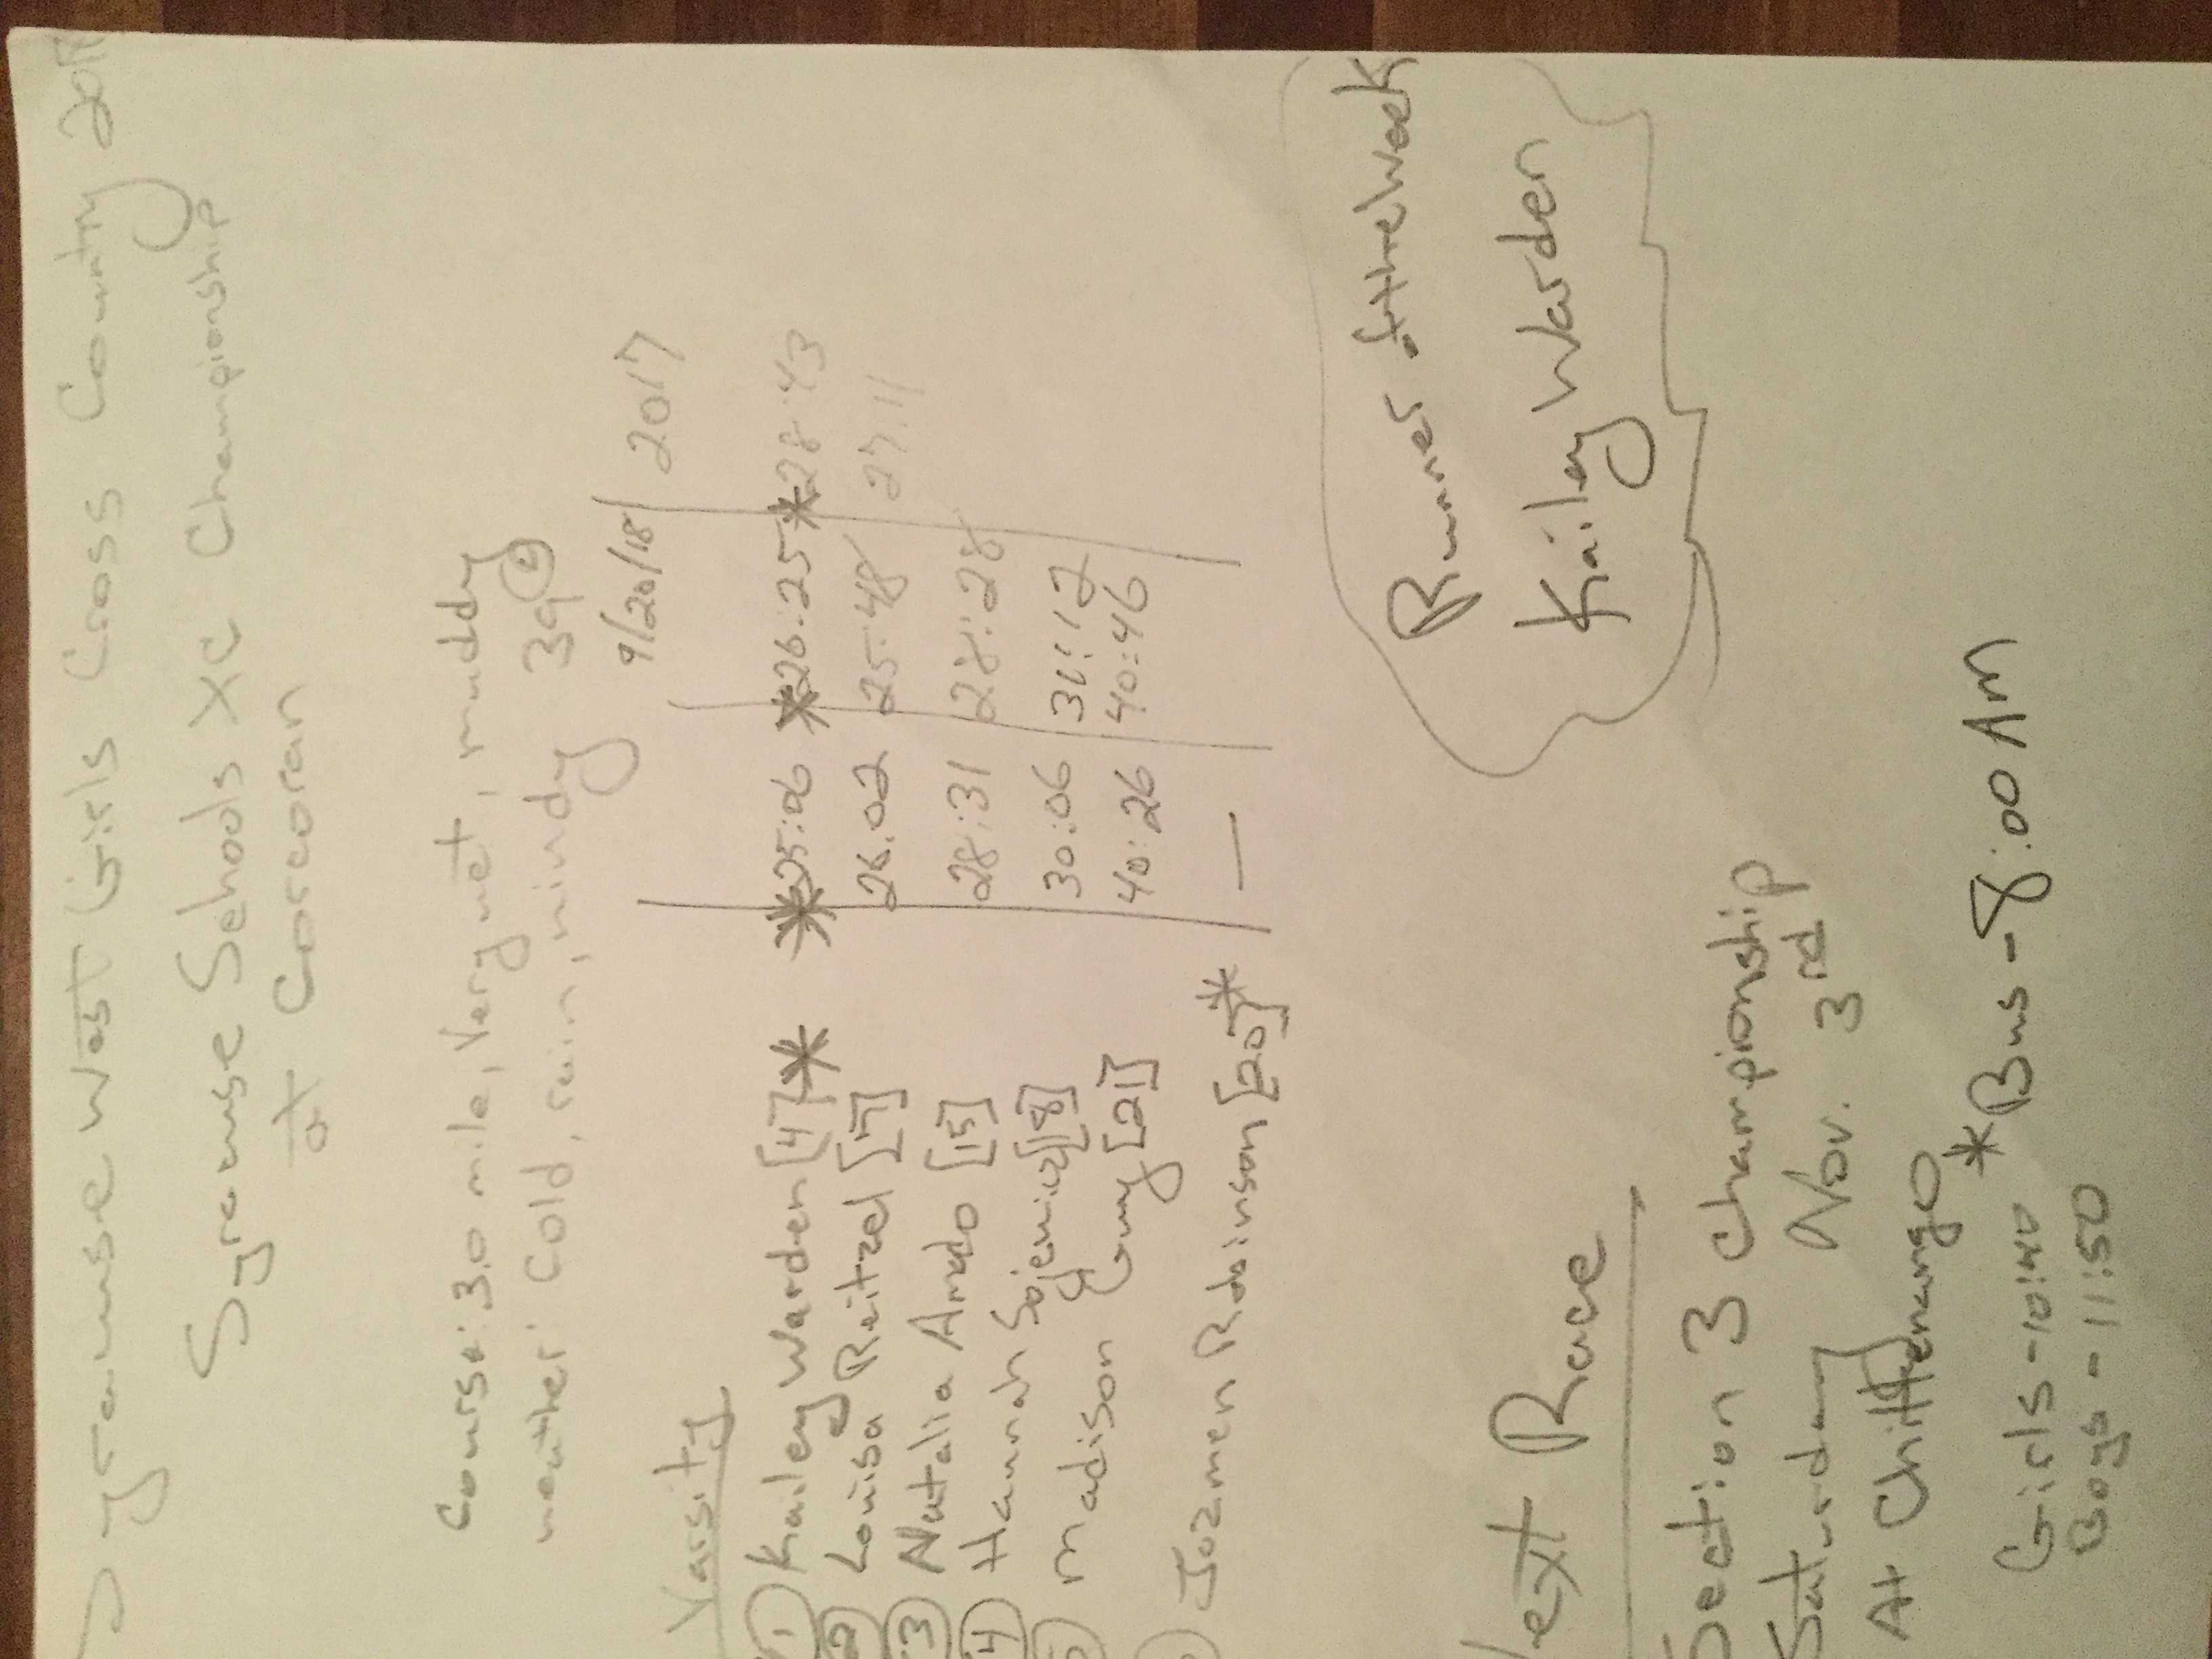 Syracuse West Girls Cross Country 2018
Syracuse Schools XC Championship
at Corcoran
Course: 3.0 mile, Very wet, muddy
weather: Cold, rain, windy 39°
9/20/18 2017
Varsity
1 Kailey Warden [4]* *25:06 *26:25 *28:43
2 Louisa Reitzel 26:02 25:48 27:11
3 Natalia Amado [15] 28:31 28:28
4 Hannah [18] 30:06 31:12
5 Madison Guy [21] 40:26 40:46
Jozmen Robinson [20]* —
Runner of the Week
Kailey Warden
Next Race
Section 3 Championship
Saturday Nov. 3rd
At Chittenango
*Bus - 8:00 AM
Girls - 10:40
Boys - 11:50